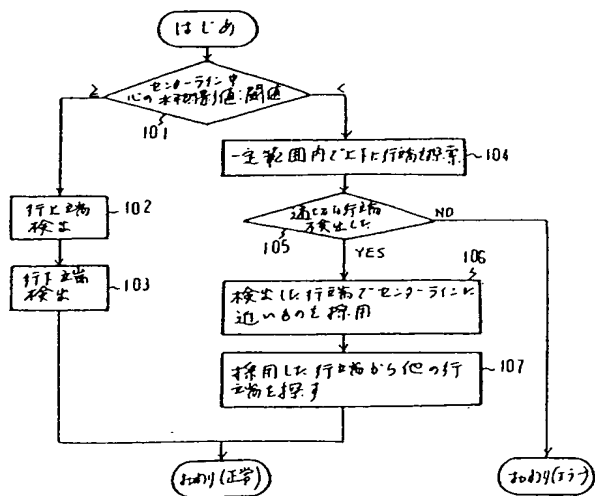 はじめ
センターライン中
心の水平射影値:閾値
≧
<
101
一定範囲内で上下に行端を探索
104
行上端
検出
102
適当な行端
検出した
105
NO
YES
行下端
検出
103
106
検出した行端でセンターラインに
近いものを採用
採用した行端から他の行
端を探す
107
おわり(正常)
おわり(エラー)